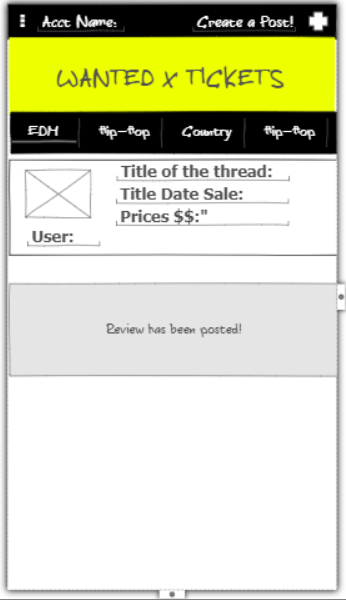 Acct Name: Create a Post!
WANTED X TICKETS
EDM Hip-Hop Country Hip-Hop
Title of the thread:
Title Date Sale:
Prices $$:"
User:
Review has been posted!